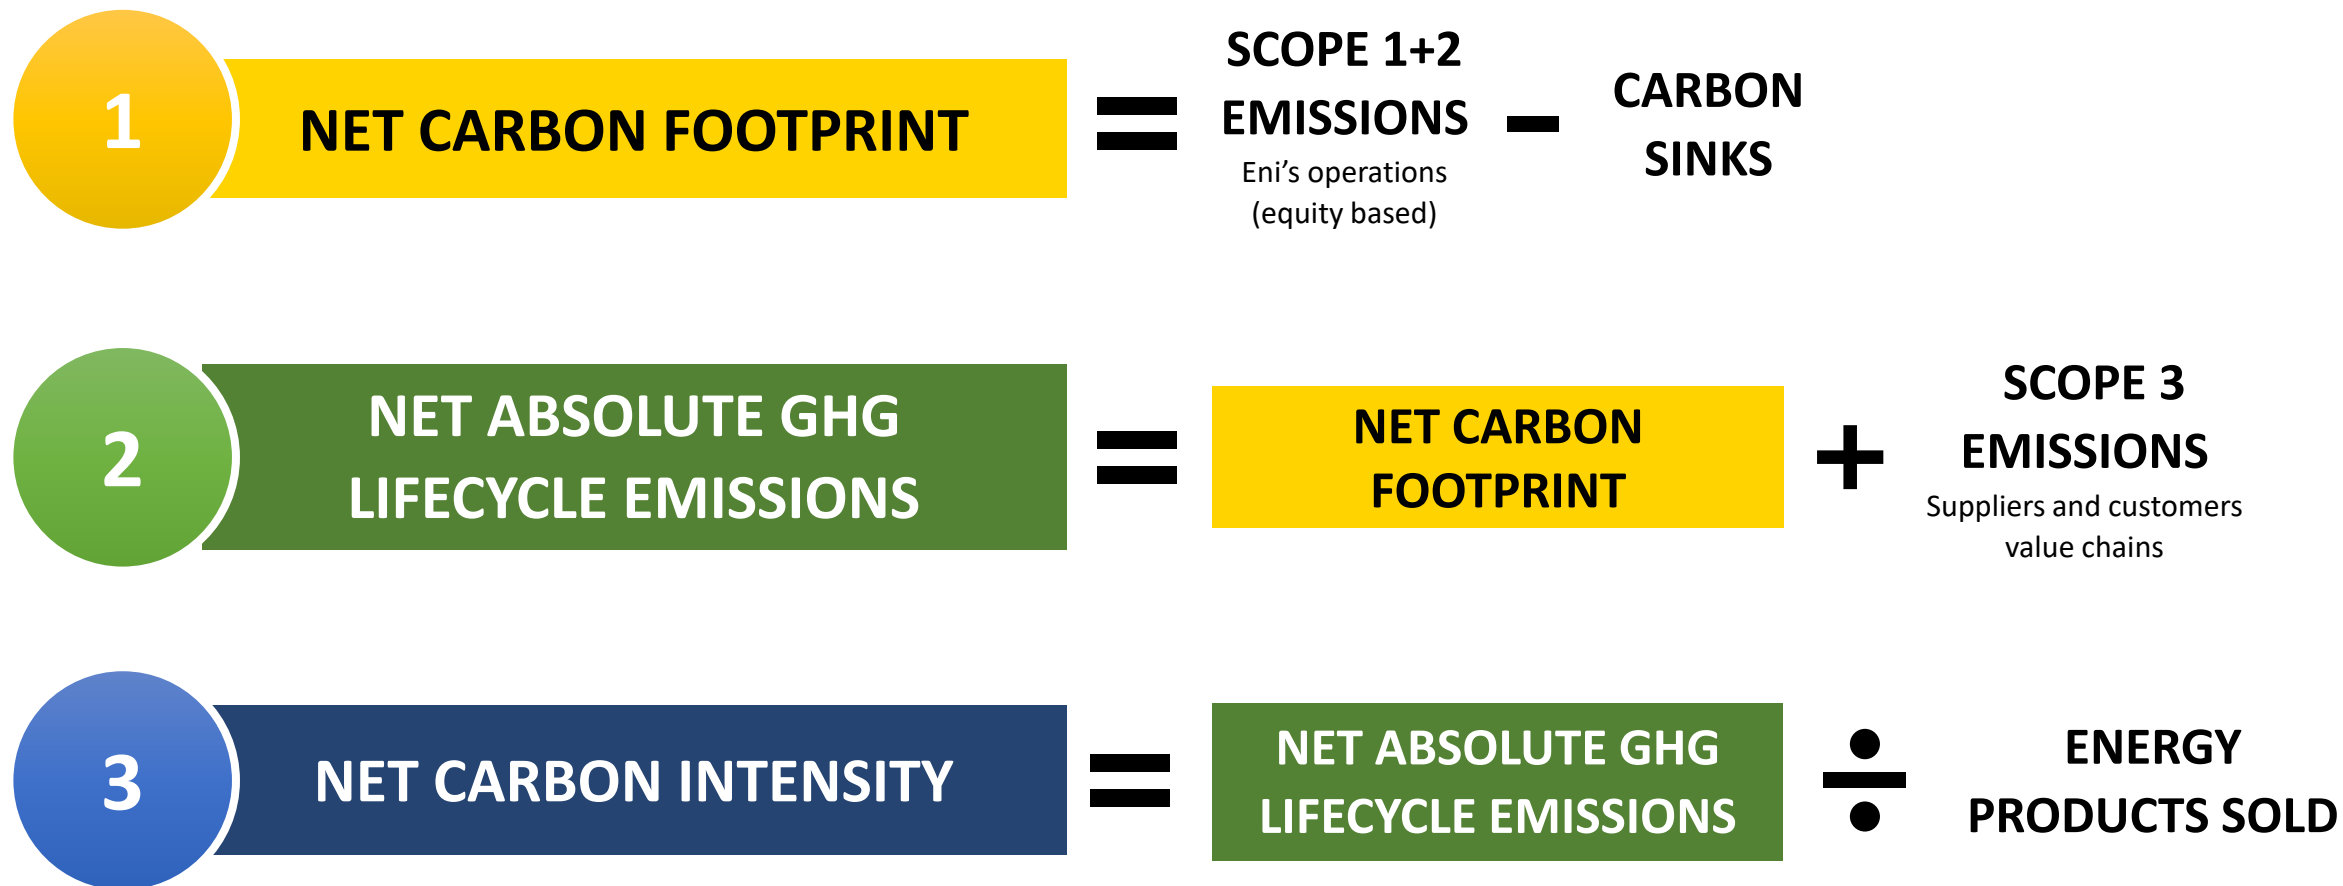 1
NET CARBON FOOTPRINT
=
SCOPE 1+2
EMISSIONS
Eni’s operations
(equity based)
−
CARBON
SINKS
2
NET ABSOLUTE GHG
LIFECYCLE EMISSIONS
=
NET CARBON
FOOTPRINT
+
SCOPE 3
EMISSIONS
Suppliers and customers
value chains
3
NET CARBON INTENSITY
=
NET ABSOLUTE GHG
LIFECYCLE EMISSIONS
÷
ENERGY
PRODUCTS SOLD